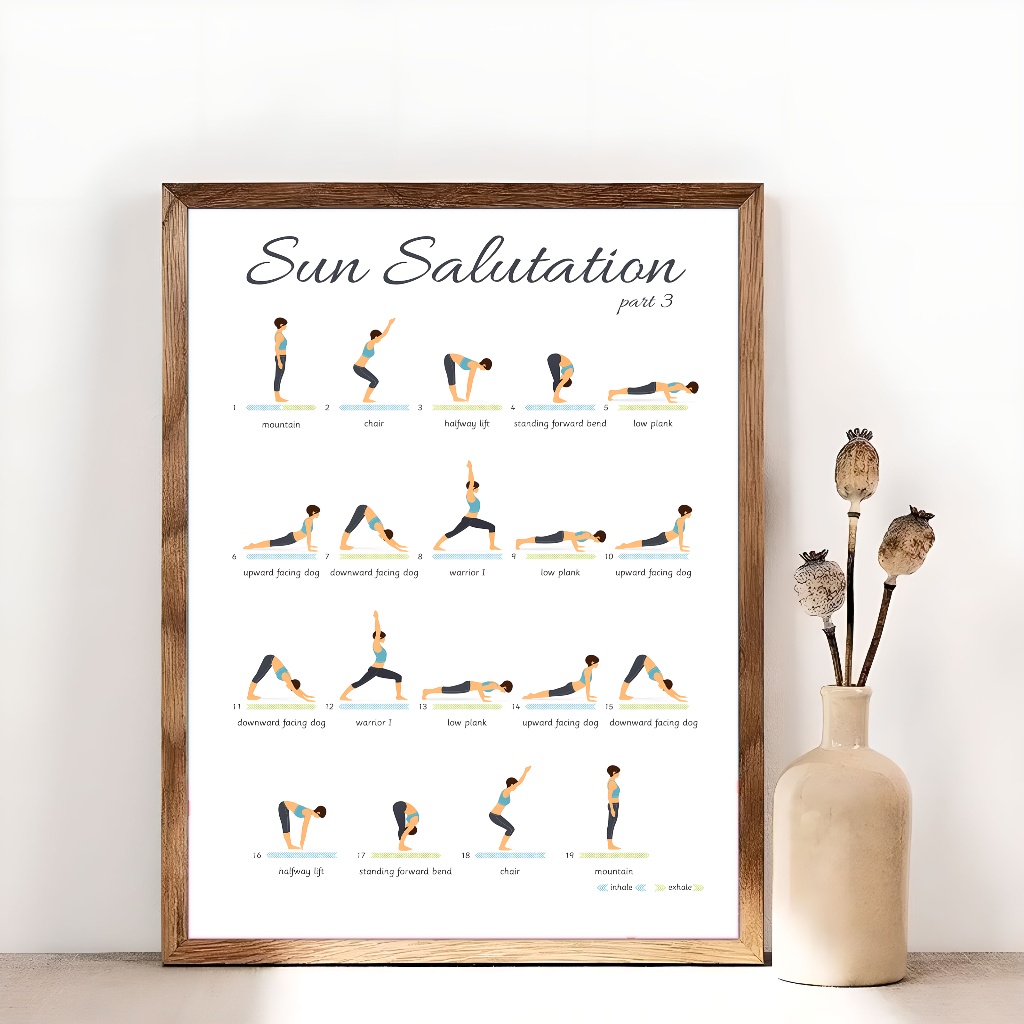 Sun Salutation
part 3
1 2 3 4 5
mountain chair halfway lift standing forward bend low plank
6 7 8 9 10
upward facing dog downward facing dog warrior I low plank upward facing dog
11 12 13 14 15
downward facing dog warrior I low plank upward facing dog downward facing dog
16 17 18 19
halfway lift standing forward bend chair mountain
inhale exhale